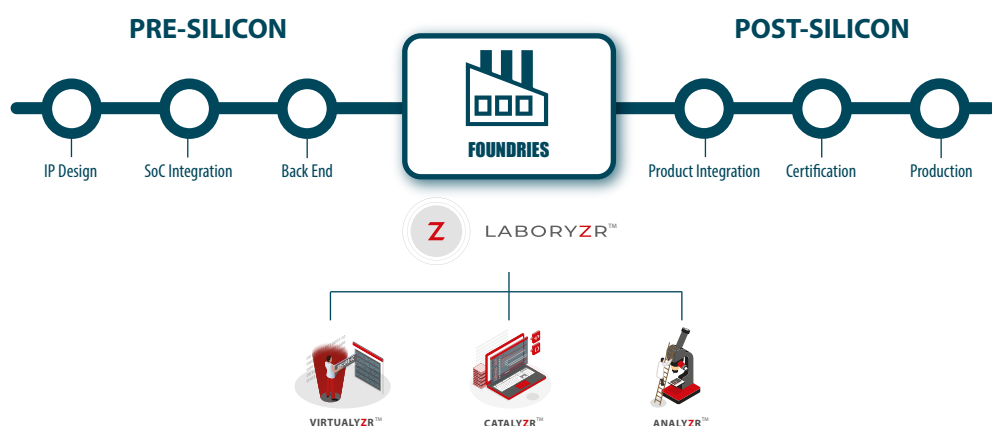 PRE-SILICON
POST-SILICON
FOUNDRIES
IP Design
SoC Integration
Back End
Product Integration
Certification
Production
Z
LABORYZR™
VIRTUALYZR™
CATALYZR™
ANALYZR™